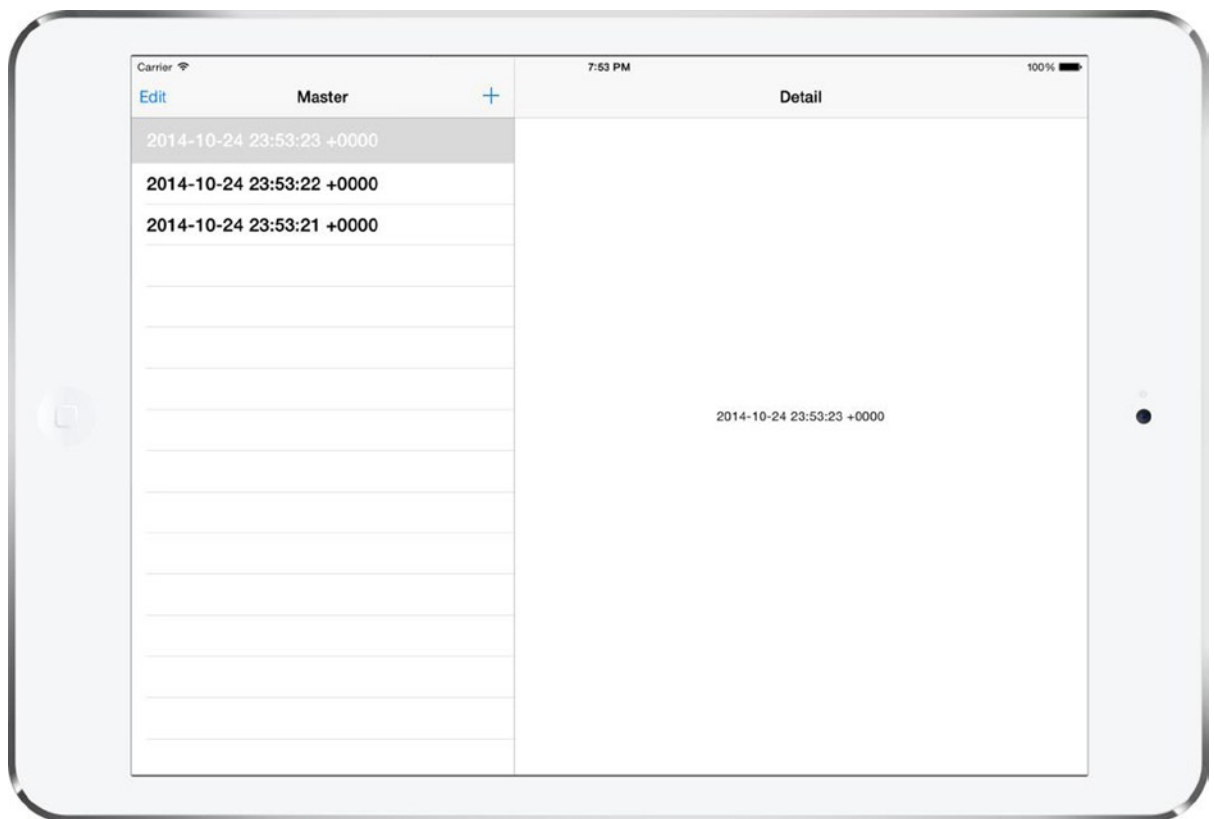 Carrier 7:53 PM 100%
Edit Master + Detail
2014-10-24 23:53:23 +0000
2014-10-24 23:53:22 +0000
2014-10-24 23:53:21 +0000
2014-10-24 23:53:23 +0000